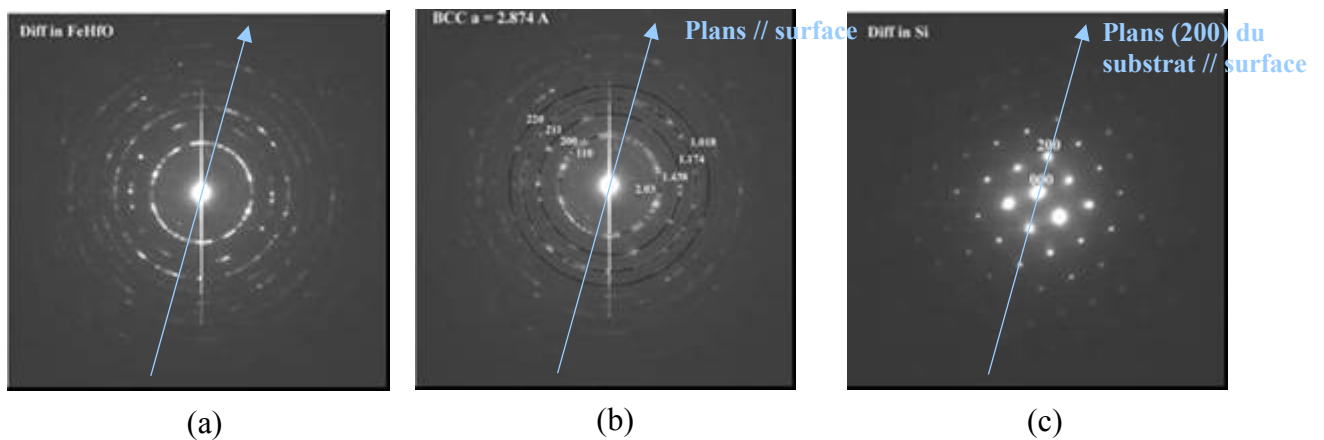 Diff in FeHfO
BCC a = 2.874 A
Plans // surface
220
211
200
110
1.018
1.174
1.438
2.03
Diff in Si
Plans (200) du
substrat // surface
200
000
(a)
(b)
(c)